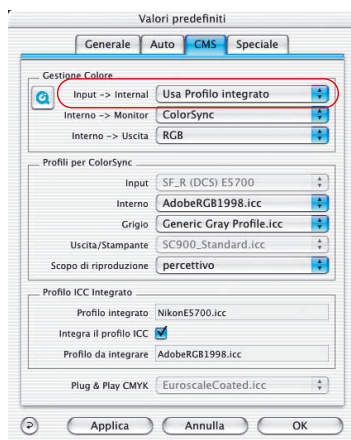 Valori predefiniti
Generale Auto CMS Speciale
Gestione Colore
Input -> Internal Usa Profilo integrato
Interno -> Monitor ColorSync
Interno -> Uscita RGB
Profili per ColorSync
Input SF_R (DCS) E5700
Interno AdobeRGB1998.icc
Grigio Generic Gray Profile.icc
Uscita/Stampante SC900_Standard.icc
Scopo di riproduzione percettivo
Profilo ICC Integrato
Profilo integrato NikonE5700.icc
Integra il profilo ICC
Profilo da integrare AdobeRGB1998.icc
Plug & Play CMYK EuroscaleCoated.icc
Applica Annulla OK